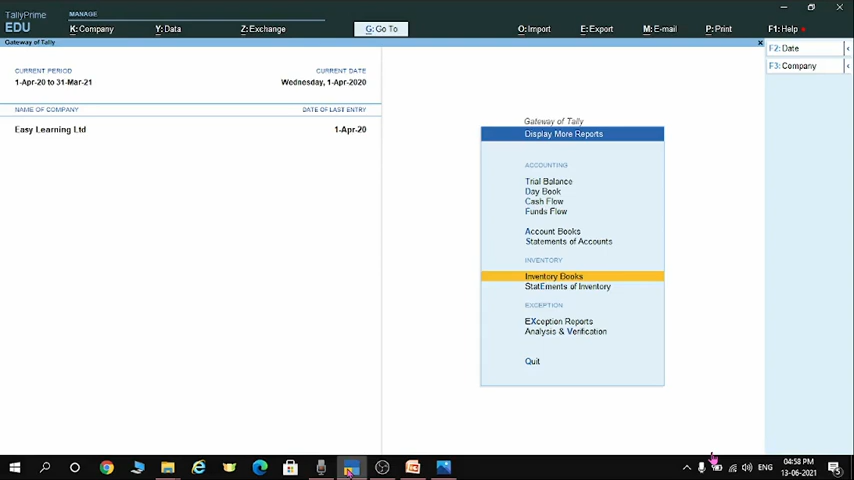 TallyPrime
EDU
MANAGE
K:Company
Y:Data
Z:Exchange
G: Go To
O:Import
E:Export
M:E-mail
P:Print
F1: Help
Gateway of Tally
x
F2: Date
F3: Company
CURRENT PERIOD
CURRENT DATE
1-Apr-20 to 31-Mar-21
Wednesday, 1-Apr-2020
NAME OF COMPANY
DATE OF LAST ENTRY
Easy Learning Ltd
1-Apr-20
Gateway of Tally
Display More Reports
ACCOUNTING
Trial Balance
Day Book
Cash Flow
Funds Flow
Account Books
Statements of Accounts
INVENTORY
Inventory Books
StatEments of Inventory
EXCEPTION
EXception Reports
Analysis & Verification
Quit
ENG
04:58 PM
13-06-2021